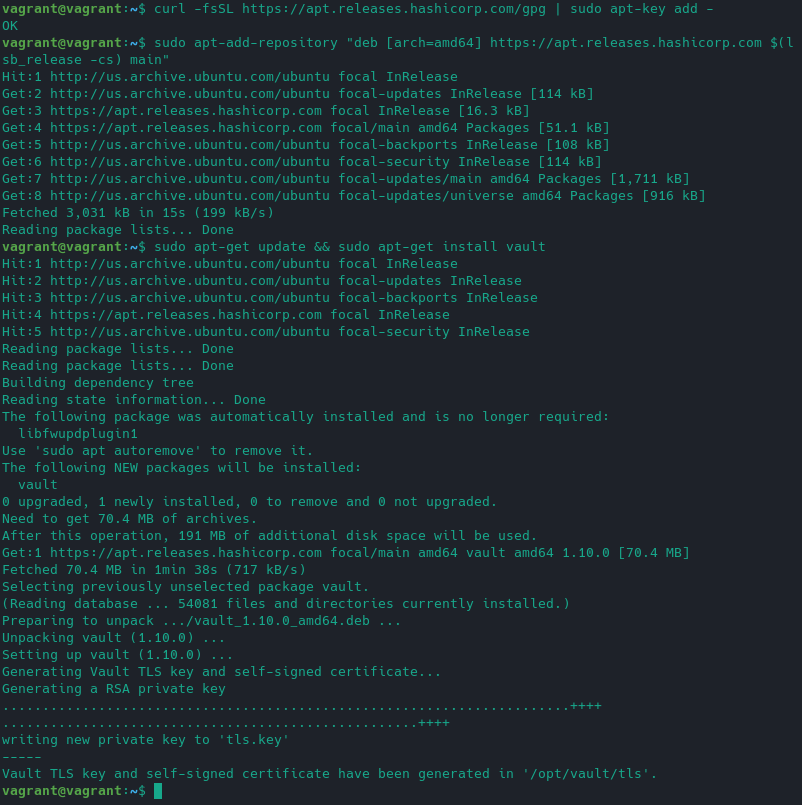 vagrant@vagrant:~$ curl -fsSL https://apt.releases.hashicorp.com/gpg | sudo apt-key add -
OK
vagrant@vagrant:~$ sudo apt-add-repository "deb [arch=amd64] https://apt.releases.hashicorp.com $(l
sb_release -cs) main"
Hit:1 http://us.archive.ubuntu.com/ubuntu focal InRelease
Get:2 http://us.archive.ubuntu.com/ubuntu focal-updates InRelease [114 kB]
Get:3 https://apt.releases.hashicorp.com focal InRelease [16.3 kB]
Get:4 https://apt.releases.hashicorp.com focal/main amd64 Packages [51.1 kB]
Get:5 http://us.archive.ubuntu.com/ubuntu focal-backports InRelease [108 kB]
Get:6 http://us.archive.ubuntu.com/ubuntu focal-security InRelease [114 kB]
Get:7 http://us.archive.ubuntu.com/ubuntu focal-updates/main amd64 Packages [1,711 kB]
Get:8 http://us.archive.ubuntu.com/ubuntu focal-updates/universe amd64 Packages [916 kB]
Fetched 3,031 kB in 15s (199 kB/s)
Reading package lists... Done
vagrant@vagrant:~$ sudo apt-get update && sudo apt-get install vault
Hit:1 http://us.archive.ubuntu.com/ubuntu focal InRelease
Hit:2 http://us.archive.ubuntu.com/ubuntu focal-updates InRelease
Hit:3 http://us.archive.ubuntu.com/ubuntu focal-backports InRelease
Hit:4 https://apt.releases.hashicorp.com focal InRelease
Hit:5 http://us.archive.ubuntu.com/ubuntu focal-security InRelease
Reading package lists... Done
Reading package lists... Done
Building dependency tree
Reading state information... Done
The following package was automatically installed and is no longer required:
  libfwupdplugin1
Use 'sudo apt autoremove' to remove it.
The following NEW packages will be installed:
  vault
0 upgraded, 1 newly installed, 0 to remove and 0 not upgraded.
Need to get 70.4 MB of archives.
After this operation, 191 MB of additional disk space will be used.
Get:1 https://apt.releases.hashicorp.com focal/main amd64 vault amd64 1.10.0 [70.4 MB]
Fetched 70.4 MB in 1min 38s (717 kB/s)
Selecting previously unselected package vault.
(Reading database ... 54081 files and directories currently installed.)
Preparing to unpack .../vault_1.10.0_amd64.deb ...
Unpacking vault (1.10.0) ...
Setting up vault (1.10.0) ...
Generating Vault TLS key and self-signed certificate...
Generating a RSA private key
.......................................................................++++
....................................................++++
writing new private key to 'tls.key'
-----
Vault TLS key and self-signed certificate have been generated in '/opt/vault/tls'.
vagrant@vagrant:~$